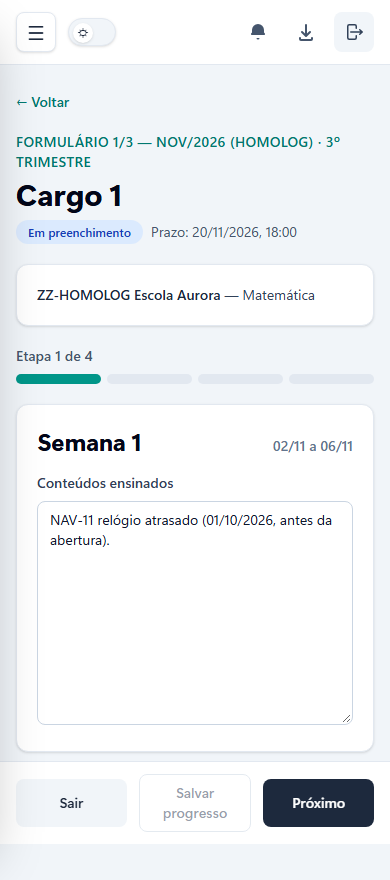 ← Voltar
FORMULÁRIO 1/3 — NOV/2026 (HOMOLOG) · 3º
TRIMESTRE
Cargo 1
Em preenchimento Prazo: 20/11/2026, 18:00
ZZ-HOMOLOG Escola Aurora — Matemática
Etapa 1 de 4
Semana 1 02/11 a 06/11
Conteúdos ensinados
NAV-11 relógio atrasado (01/10/2026, antes da
abertura).
Sair
Salvar
progresso
Próximo